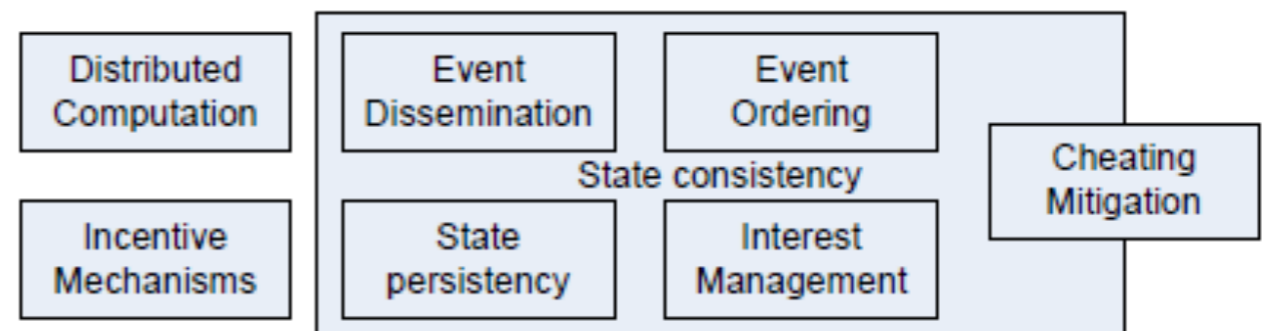 Distributed
Computation
Event
Dissemination
Event
Ordering
Cheating
Mitigation
State consistency
Incentive
Mechanisms
State
persistency
Interest
Management